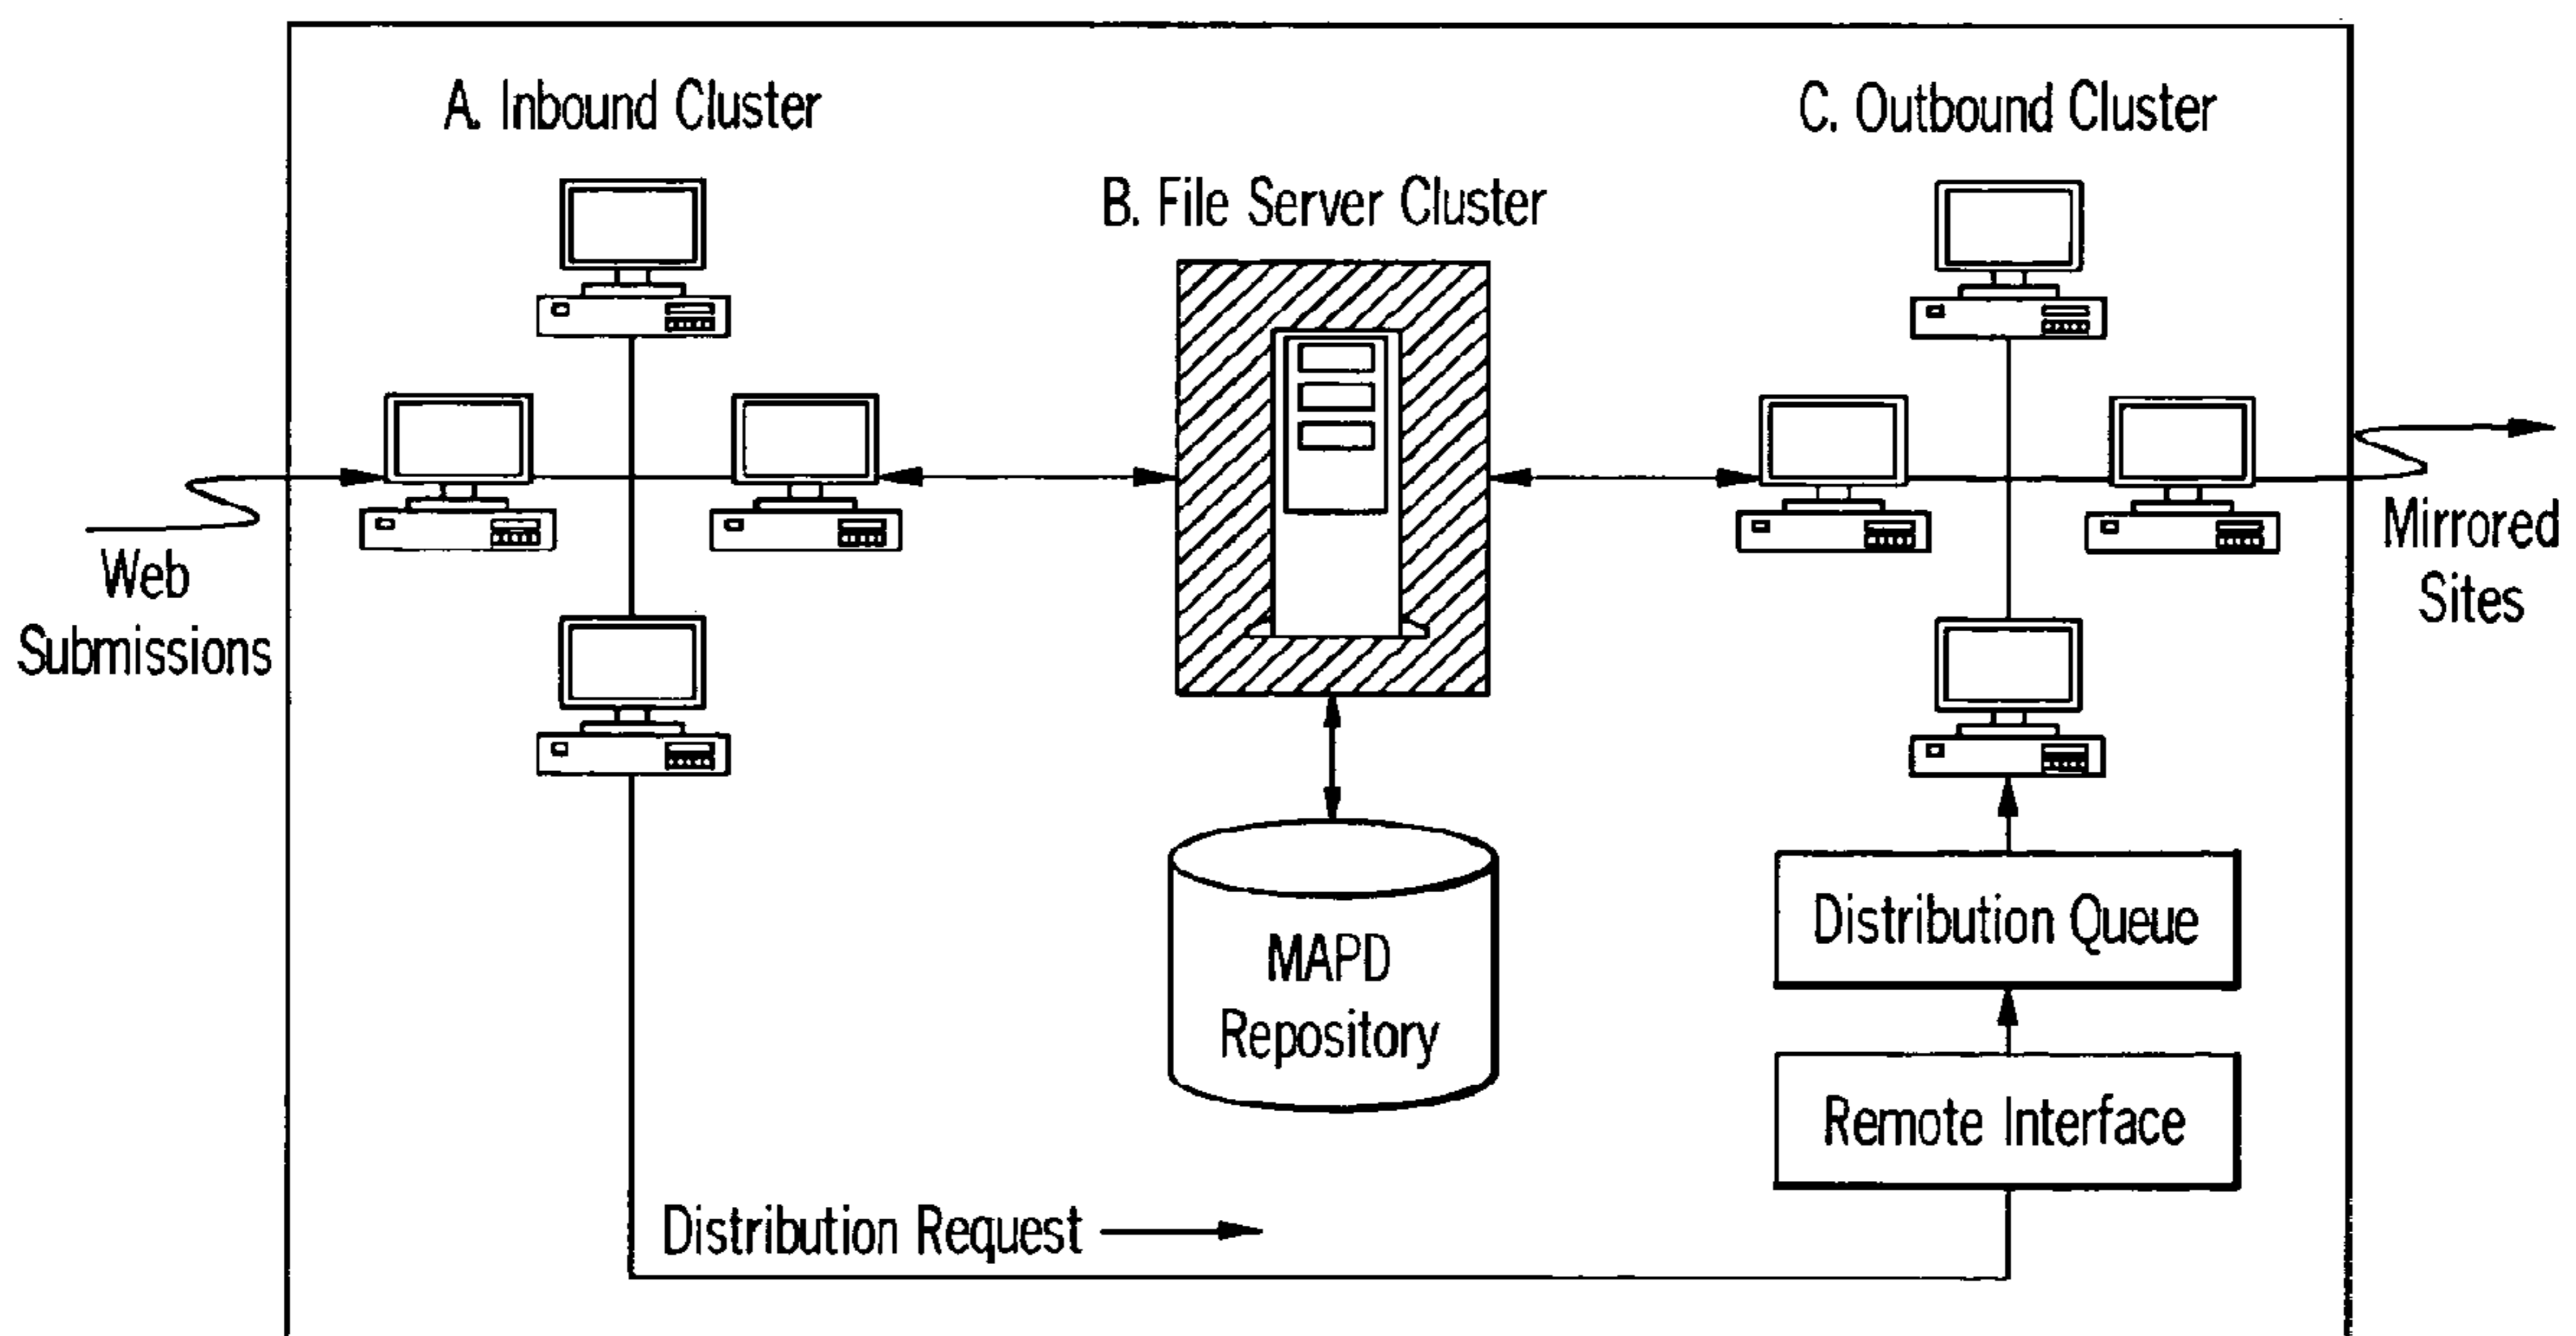 A. Inbound Cluster
C. Outbound Cluster
B. File Server Cluster
Web
Submissions
Mirrored
Sites
MAPD
Repository
Distribution Queue
Remote Interface
Distribution Request